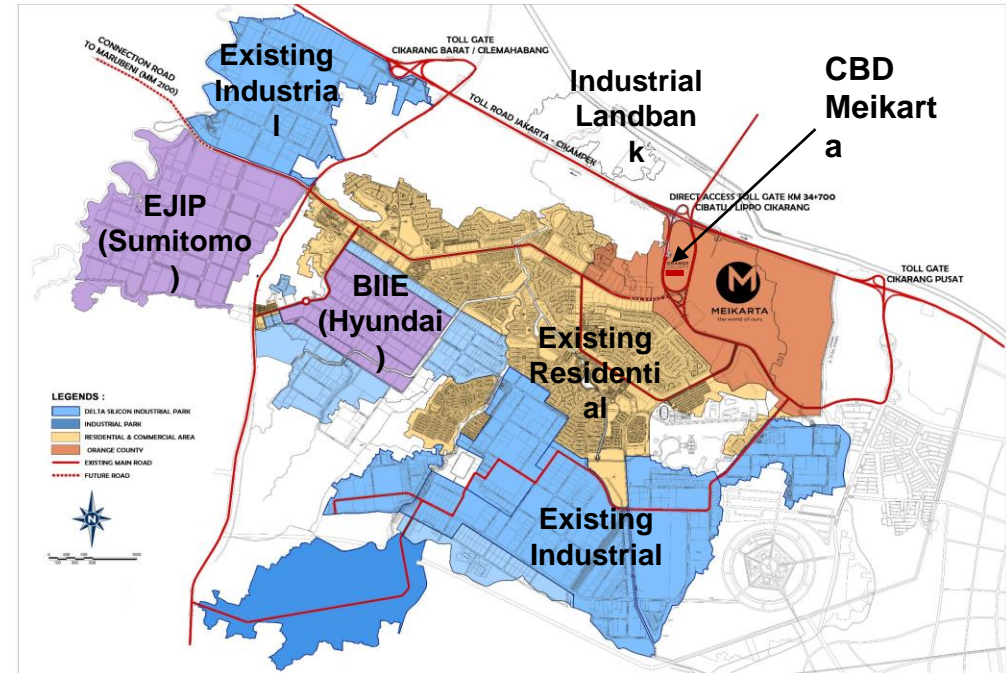 CONNECTION ROAD
TO MARUBENI (MM 2100)
Existing
Industria
l
TOLL GATE
CIKARANG BARAT / CILEMAHABANG
TOLL ROAD JAKARTA - CIKAMPEK
Industrial
Landban
k
CBD
Meikart
a
DIRECT ACCESS TOLL GATE KM 34+700
CIBATU / LIPPO CIKARANG
EJIP
(Sumitomo
)
BIIE
(Hyundai
)
ORANGE
M
MEIKARTA
the world of ours
TOLL GATE
CIKARANG PUSAT
Existing
Residenti
al
Existing
Industrial
LEGENDS :
DELTA SILICON INDUSTRIAL PARK
INDUSTRIAL PARK
RESIDENTIAL & COMMERCIAL AREA
ORANGE COUNTY
EXISTING MAIN ROAD
FUTURE ROAD
N